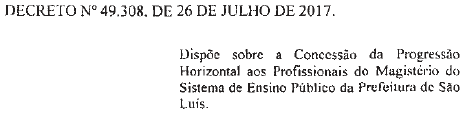 DECRETO Nº 49.308, DE 26 DE JULHO DE 2017.
Dispõe sobre a Concessão da Progressão
Horizontal aos Profissionais do Magistério do
Sistema de Ensino Público da Prefeitura de São
Luís.